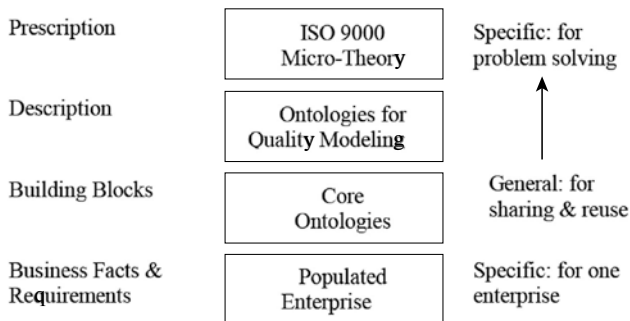 Prescription
ISO 9000
Micro-Theory
Specific: for
problem solving
Description
Ontologies for
Quality Modeling
Building Blocks
Core
Ontologies
General: for
sharing & reuse
Business Facts &
Requirements
Populated
Enterprise
Specific: for one
enterprise